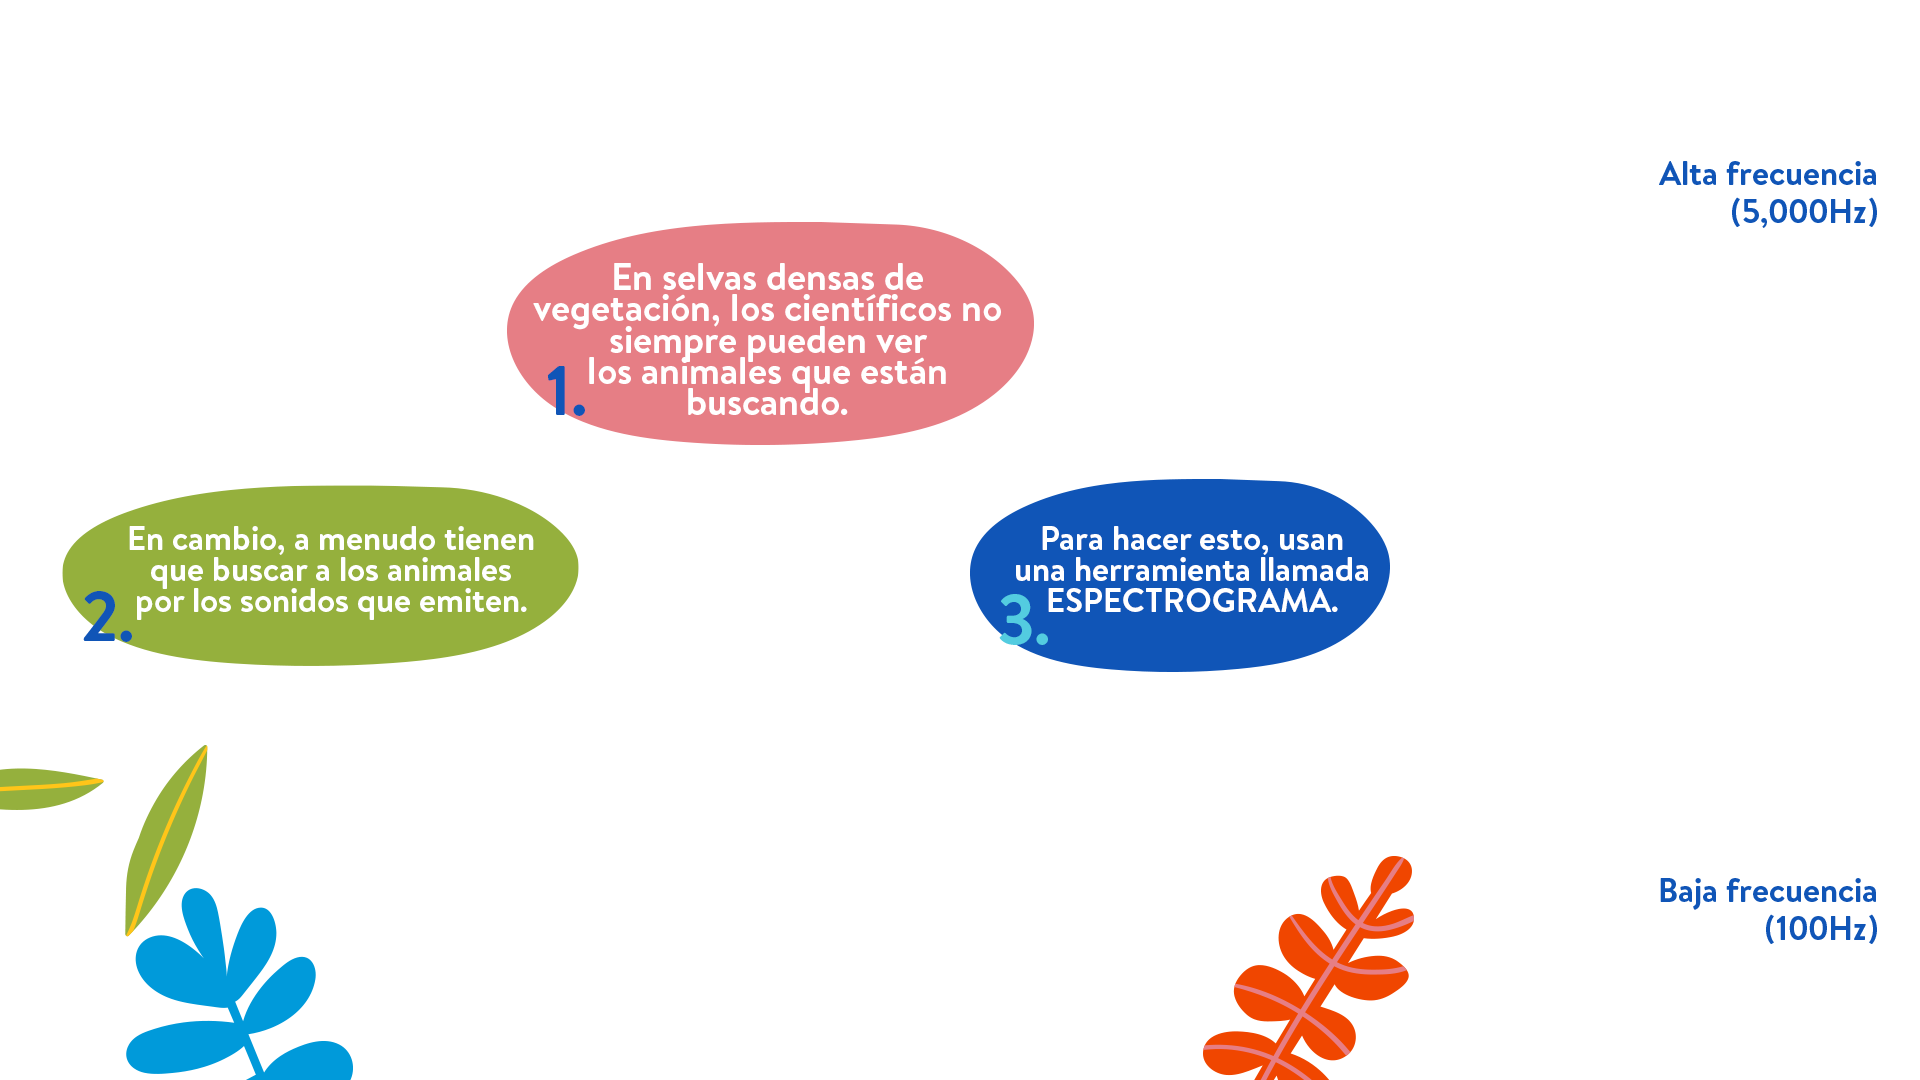 Alta frecuencia
(5,000Hz)
En selvas densas de
vegetación, los científicos no
siempre pueden ver
los animales que están
buscando.
1.
En cambio, a menudo tienen
que buscar a los animales
por los sonidos que emiten.
2.
Para hacer esto, usan
una herramienta llamada
ESPECTROGRAMA.
3.
Baja frecuencia
(100Hz)